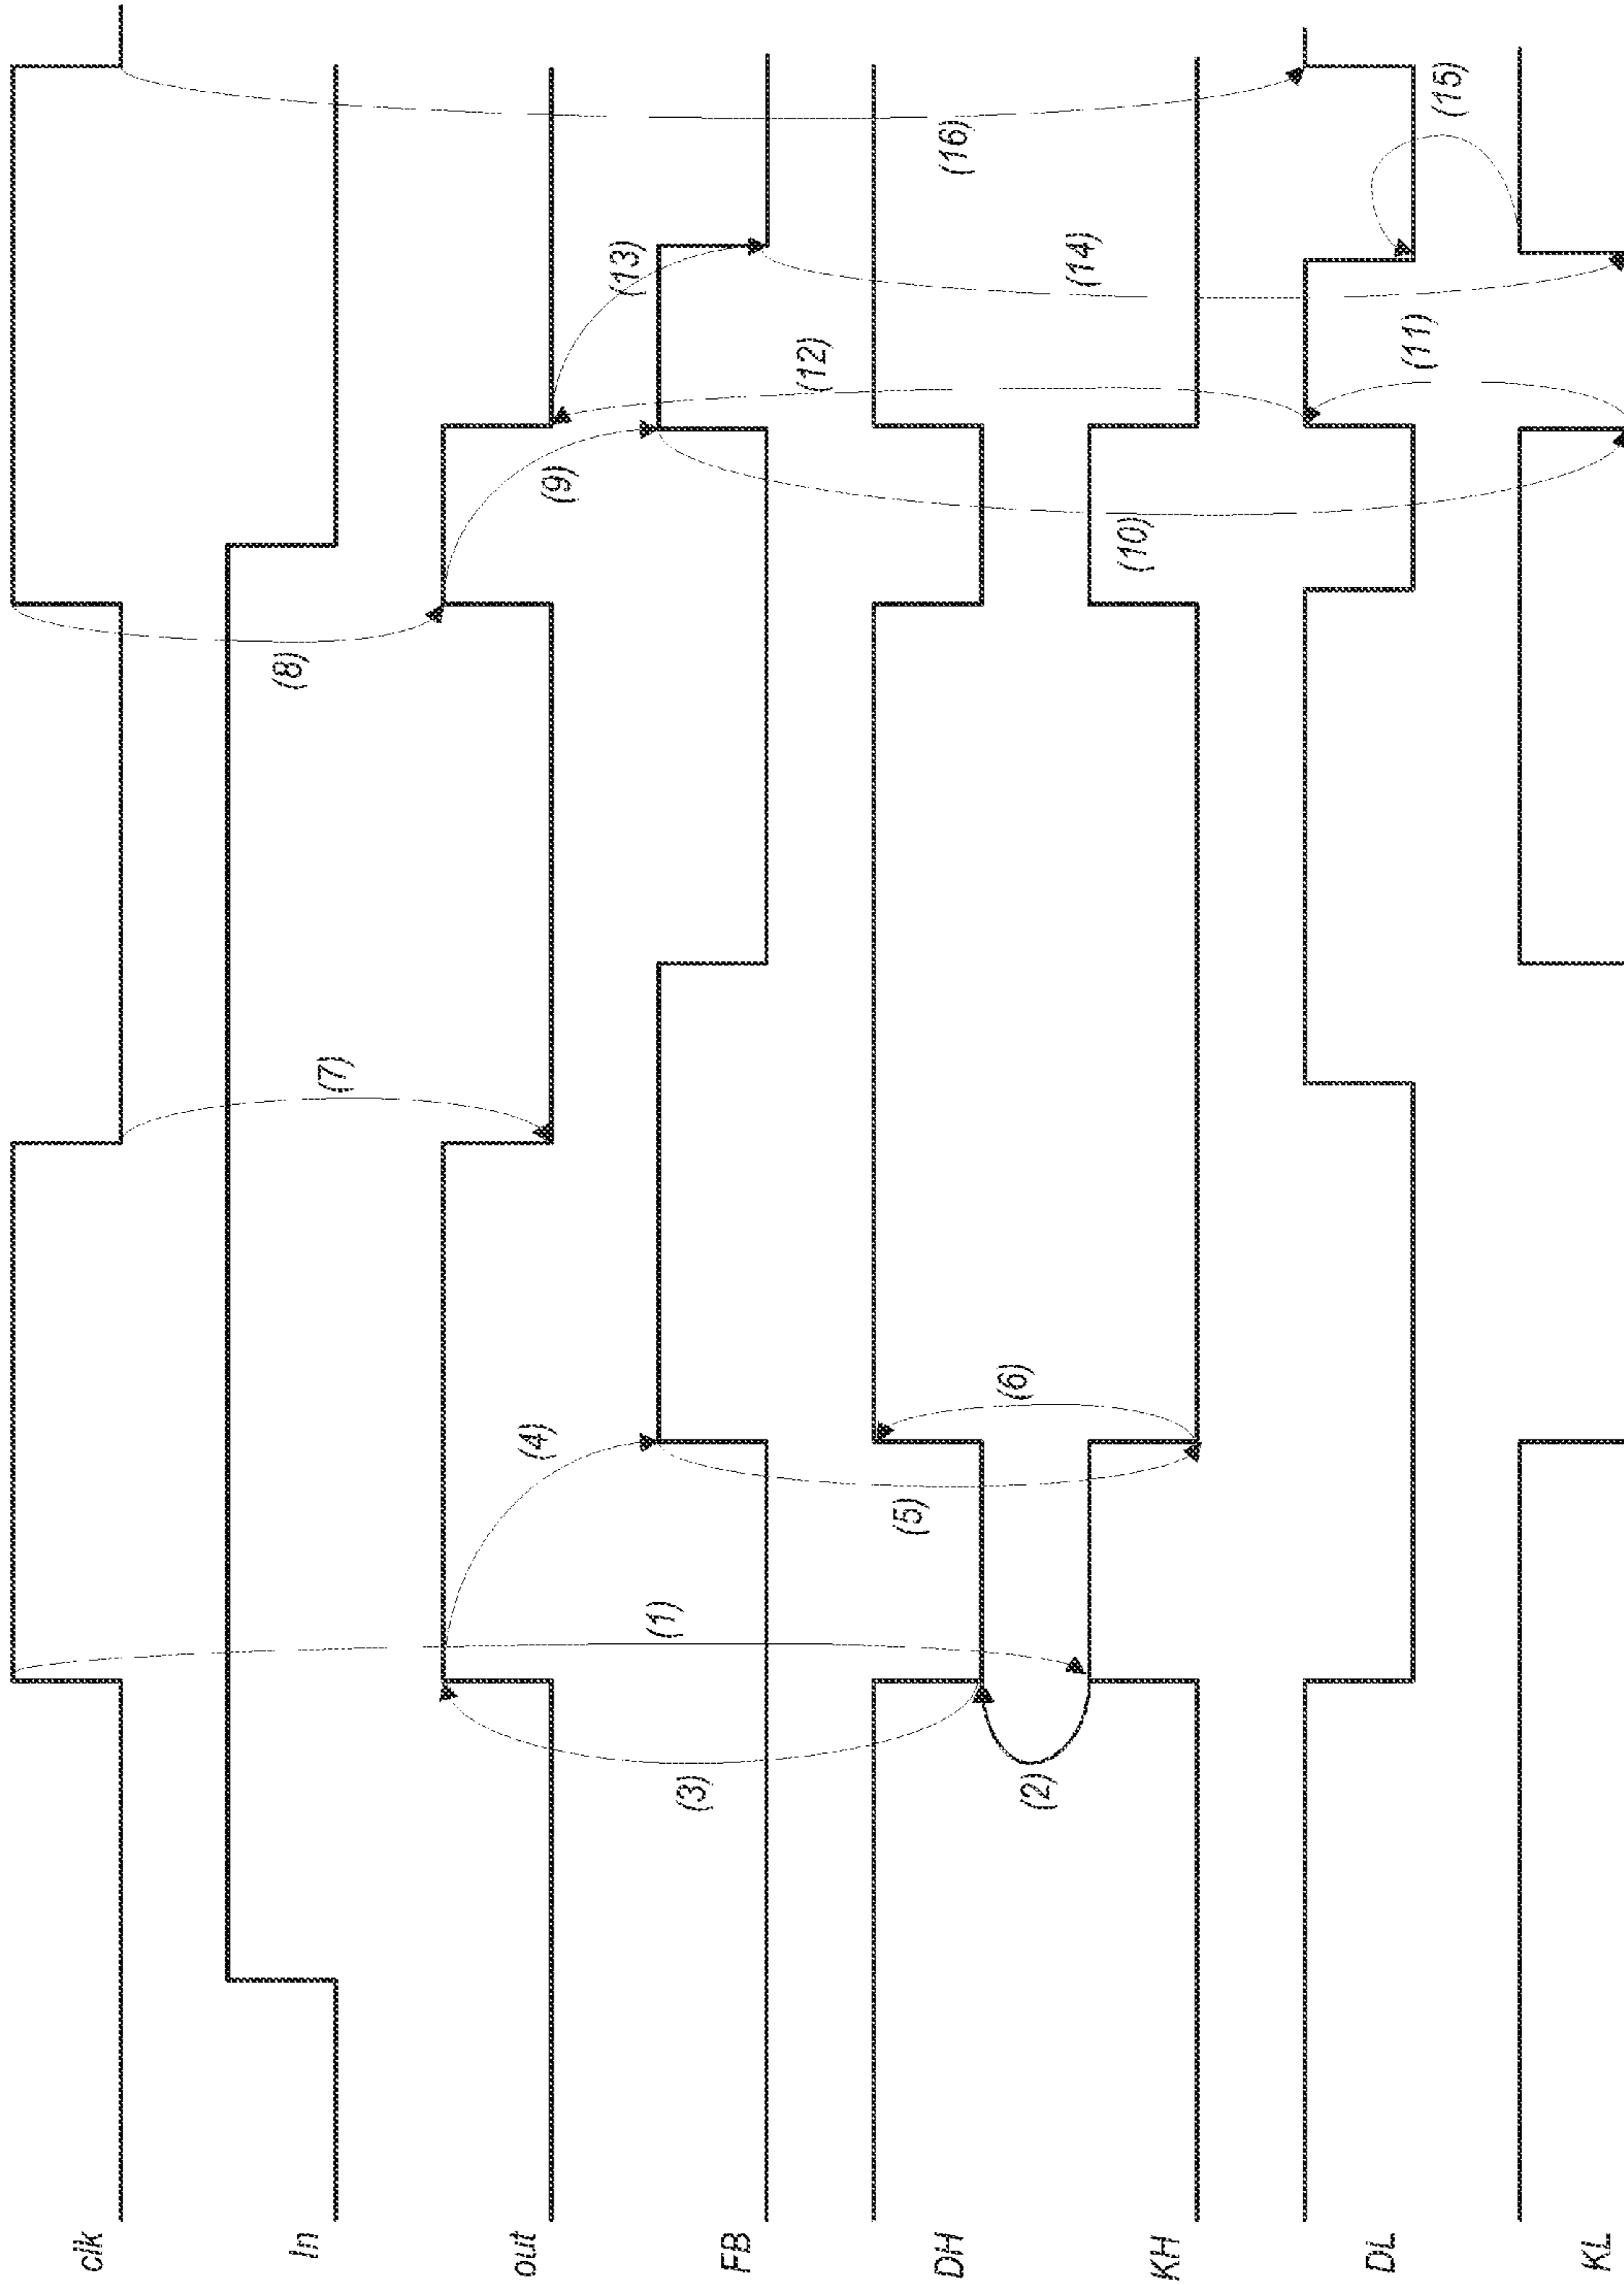 clk
In
out
FB
DH
KH
DL
KL
(1)
(2)
(3)
(4)
(5)
(6)
(7)
(8)
(9)
(10)
(11)
(12)
(13)
(14)
(15)
(16)